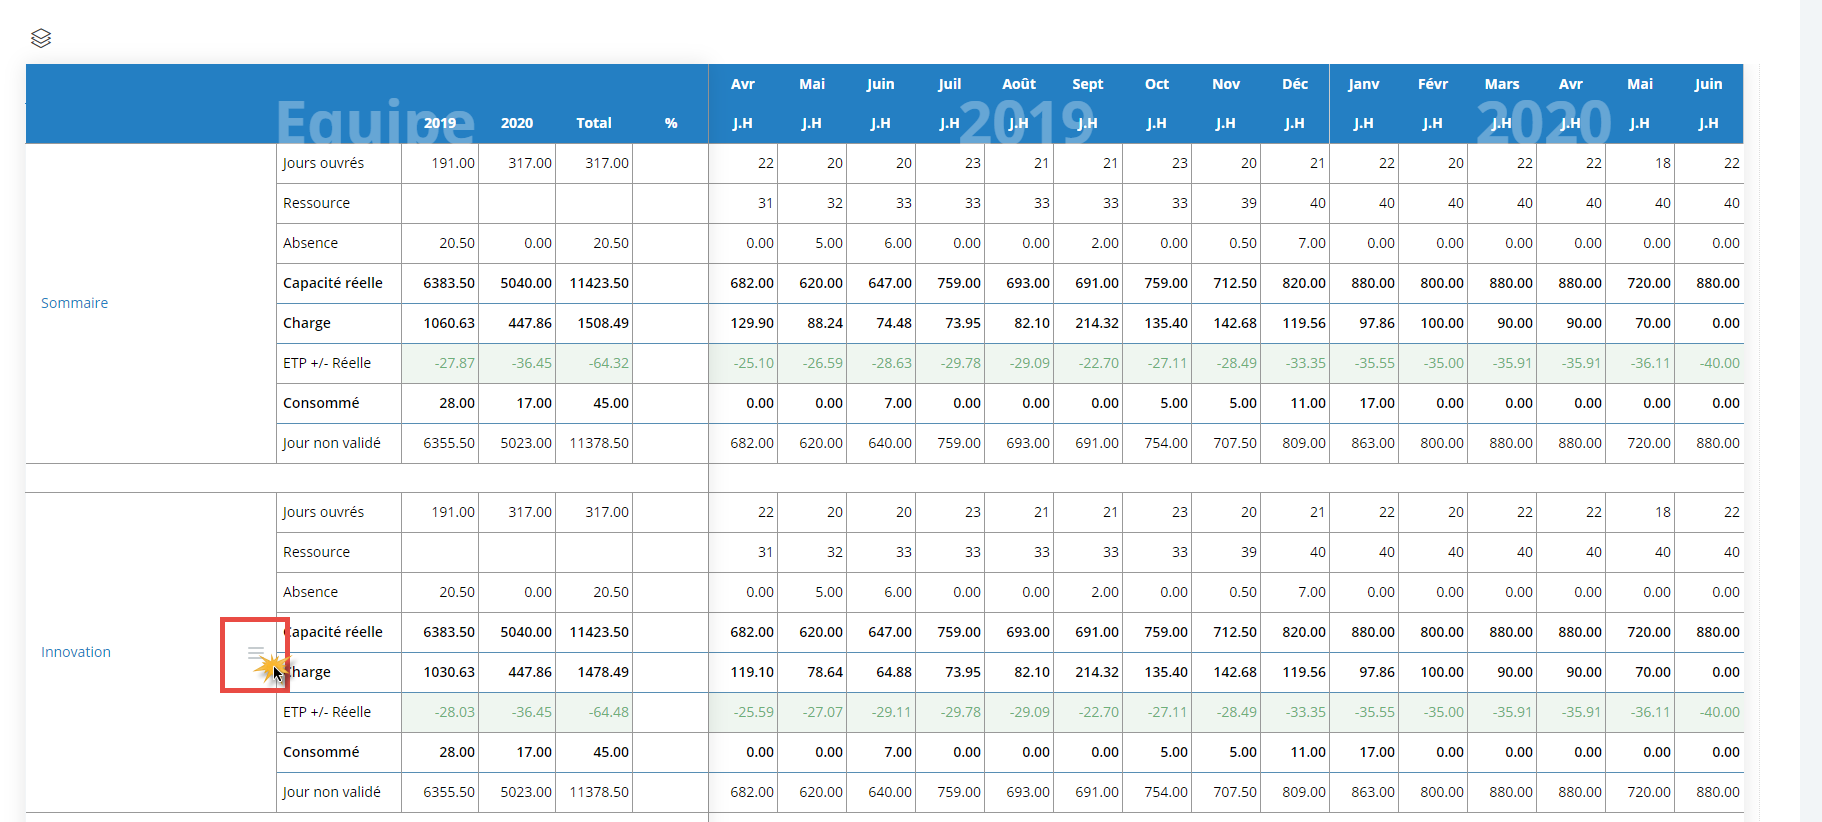 Avr Mai Juin Juil Août Sept Oct Nov Déc Janv Févr Mars Avr Mai Juin
Equipe 2019 2020
2019 2020 Total % J.H J.H J.H J.H J.H J.H J.H J.H J.H J.H J.H J.H J.H J.H J.H
Jours ouvrés 191.00 317.00 317.00 22 20 20 23 21 21 23 20 21 22 20 22 22 18 22
Ressource 31 32 33 33 33 33 33 39 40 40 40 40 40 40 40
Absence 20.50 0.00 20.50 0.00 5.00 6.00 0.00 0.00 2.00 0.00 0.50 7.00 0.00 0.00 0.00 0.00 0.00 0.00
Capacité réelle 6383.50 5040.00 11423.50 682.00 620.00 647.00 759.00 693.00 691.00 759.00 712.50 820.00 880.00 800.00 880.00 880.00 720.00 880.00
Sommaire
Charge 1060.63 447.86 1508.49 129.90 88.24 74.48 73.95 82.10 214.32 135.40 142.68 119.56 97.86 100.00 90.00 90.00 70.00 0.00
ETP +/- Réelle -27.87 -36.45 -64.32 -25.10 -26.59 -28.63 -29.78 -29.09 -22.70 -27.11 -28.49 -33.35 -35.55 -35.00 -35.91 -35.91 -36.11 -40.00
Consommé 28.00 17.00 45.00 0.00 0.00 7.00 0.00 0.00 0.00 5.00 5.00 11.00 17.00 0.00 0.00 0.00 0.00 0.00
Jour non validé 6355.50 5023.00 11378.50 682.00 620.00 640.00 759.00 693.00 691.00 754.00 707.50 809.00 863.00 800.00 880.00 880.00 720.00 880.00
Jours ouvrés 191.00 317.00 317.00 22 20 20 23 21 21 23 20 21 22 20 22 22 18 22
Ressource 31 32 33 33 33 33 33 39 40 40 40 40 40 40 40
Absence 20.50 0.00 20.50 0.00 5.00 6.00 0.00 0.00 2.00 0.00 0.50 7.00 0.00 0.00 0.00 0.00 0.00 0.00
Capacité réelle 6383.50 5040.00 11423.50 682.00 620.00 647.00 759.00 693.00 691.00 759.00 712.50 820.00 880.00 800.00 880.00 880.00 720.00 880.00
Innovation
Charge 1030.63 447.86 1478.49 119.10 78.64 64.88 73.95 82.10 214.32 135.40 142.68 119.56 97.86 100.00 90.00 90.00 70.00 0.00
ETP +/- Réelle -28.03 -36.45 -64.48 -25.59 -27.07 -29.11 -29.78 -29.09 -22.70 -27.11 -28.49 -33.35 -35.55 -35.00 -35.91 -35.91 -36.11 -40.00
Consommé 28.00 17.00 45.00 0.00 0.00 7.00 0.00 0.00 0.00 5.00 5.00 11.00 17.00 0.00 0.00 0.00 0.00 0.00
Jour non validé 6355.50 5023.00 11378.50 682.00 620.00 640.00 759.00 693.00 691.00 754.00 707.50 809.00 863.00 800.00 880.00 880.00 720.00 880.00